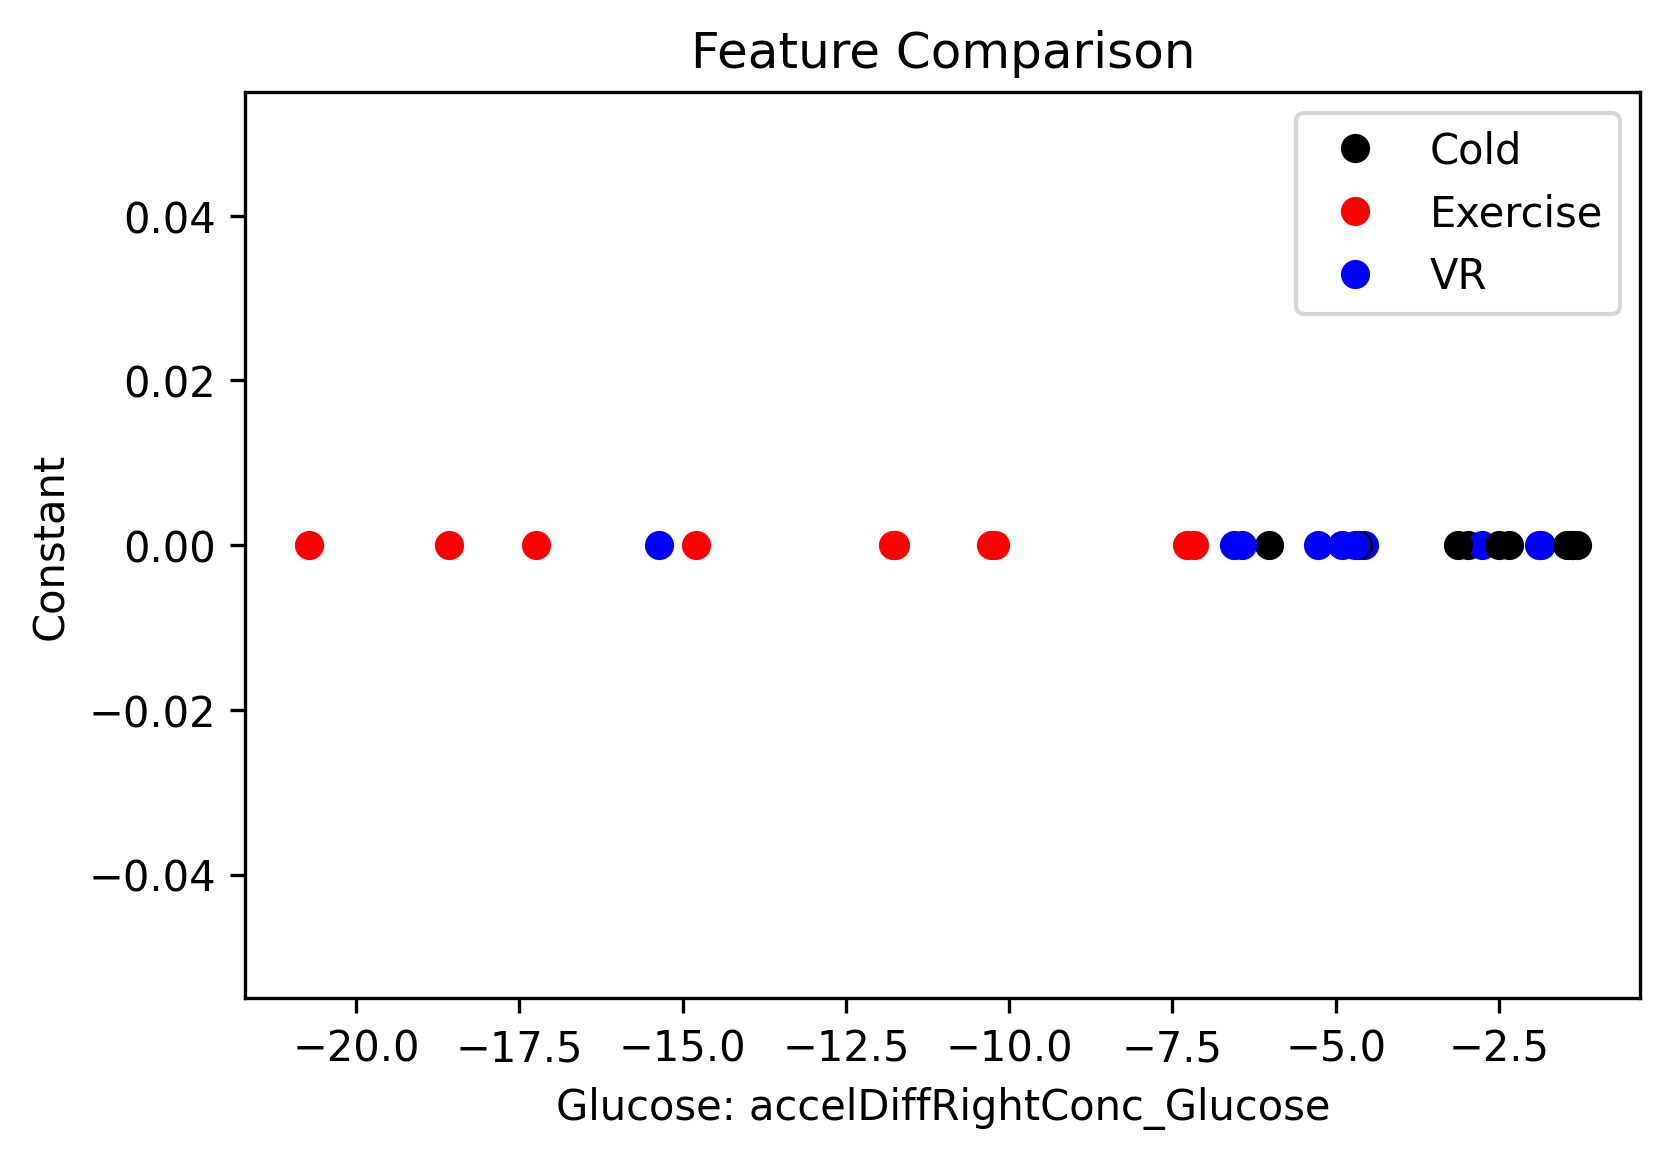 Feature Comparison
Cold
Exercise
VR
0.04
0.02
0.00
−0.02
−0.04
Constant
−20.0 −17.5 −15.0 −12.5 −10.0 −7.5 −5.0 −2.5
Glucose: accelDiffRightConc_Glucose